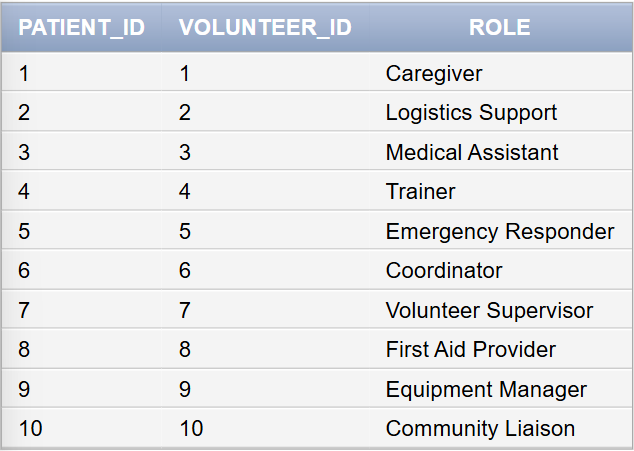 PATIENT_ID VOLUNTEER_ID ROLE
1 1 Caregiver
2 2 Logistics Support
3 3 Medical Assistant
4 4 Trainer
5 5 Emergency Responder
6 6 Coordinator
7 7 Volunteer Supervisor
8 8 First Aid Provider
9 9 Equipment Manager
10 10 Community Liaison